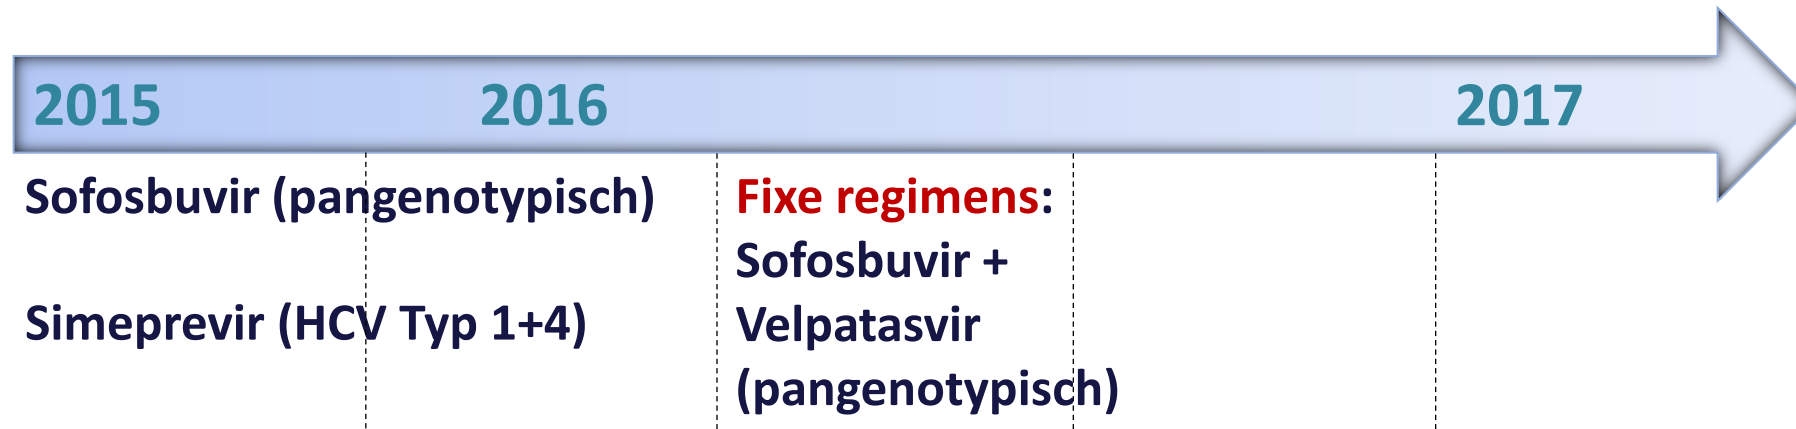 2015 2016 2017
Sofosbuvir (pangenotypisch)
Simeprevir (HCV Typ 1+4)
Fixe regimens:
Sofosbuvir +
Velpatasvir
(pangenotypisch)